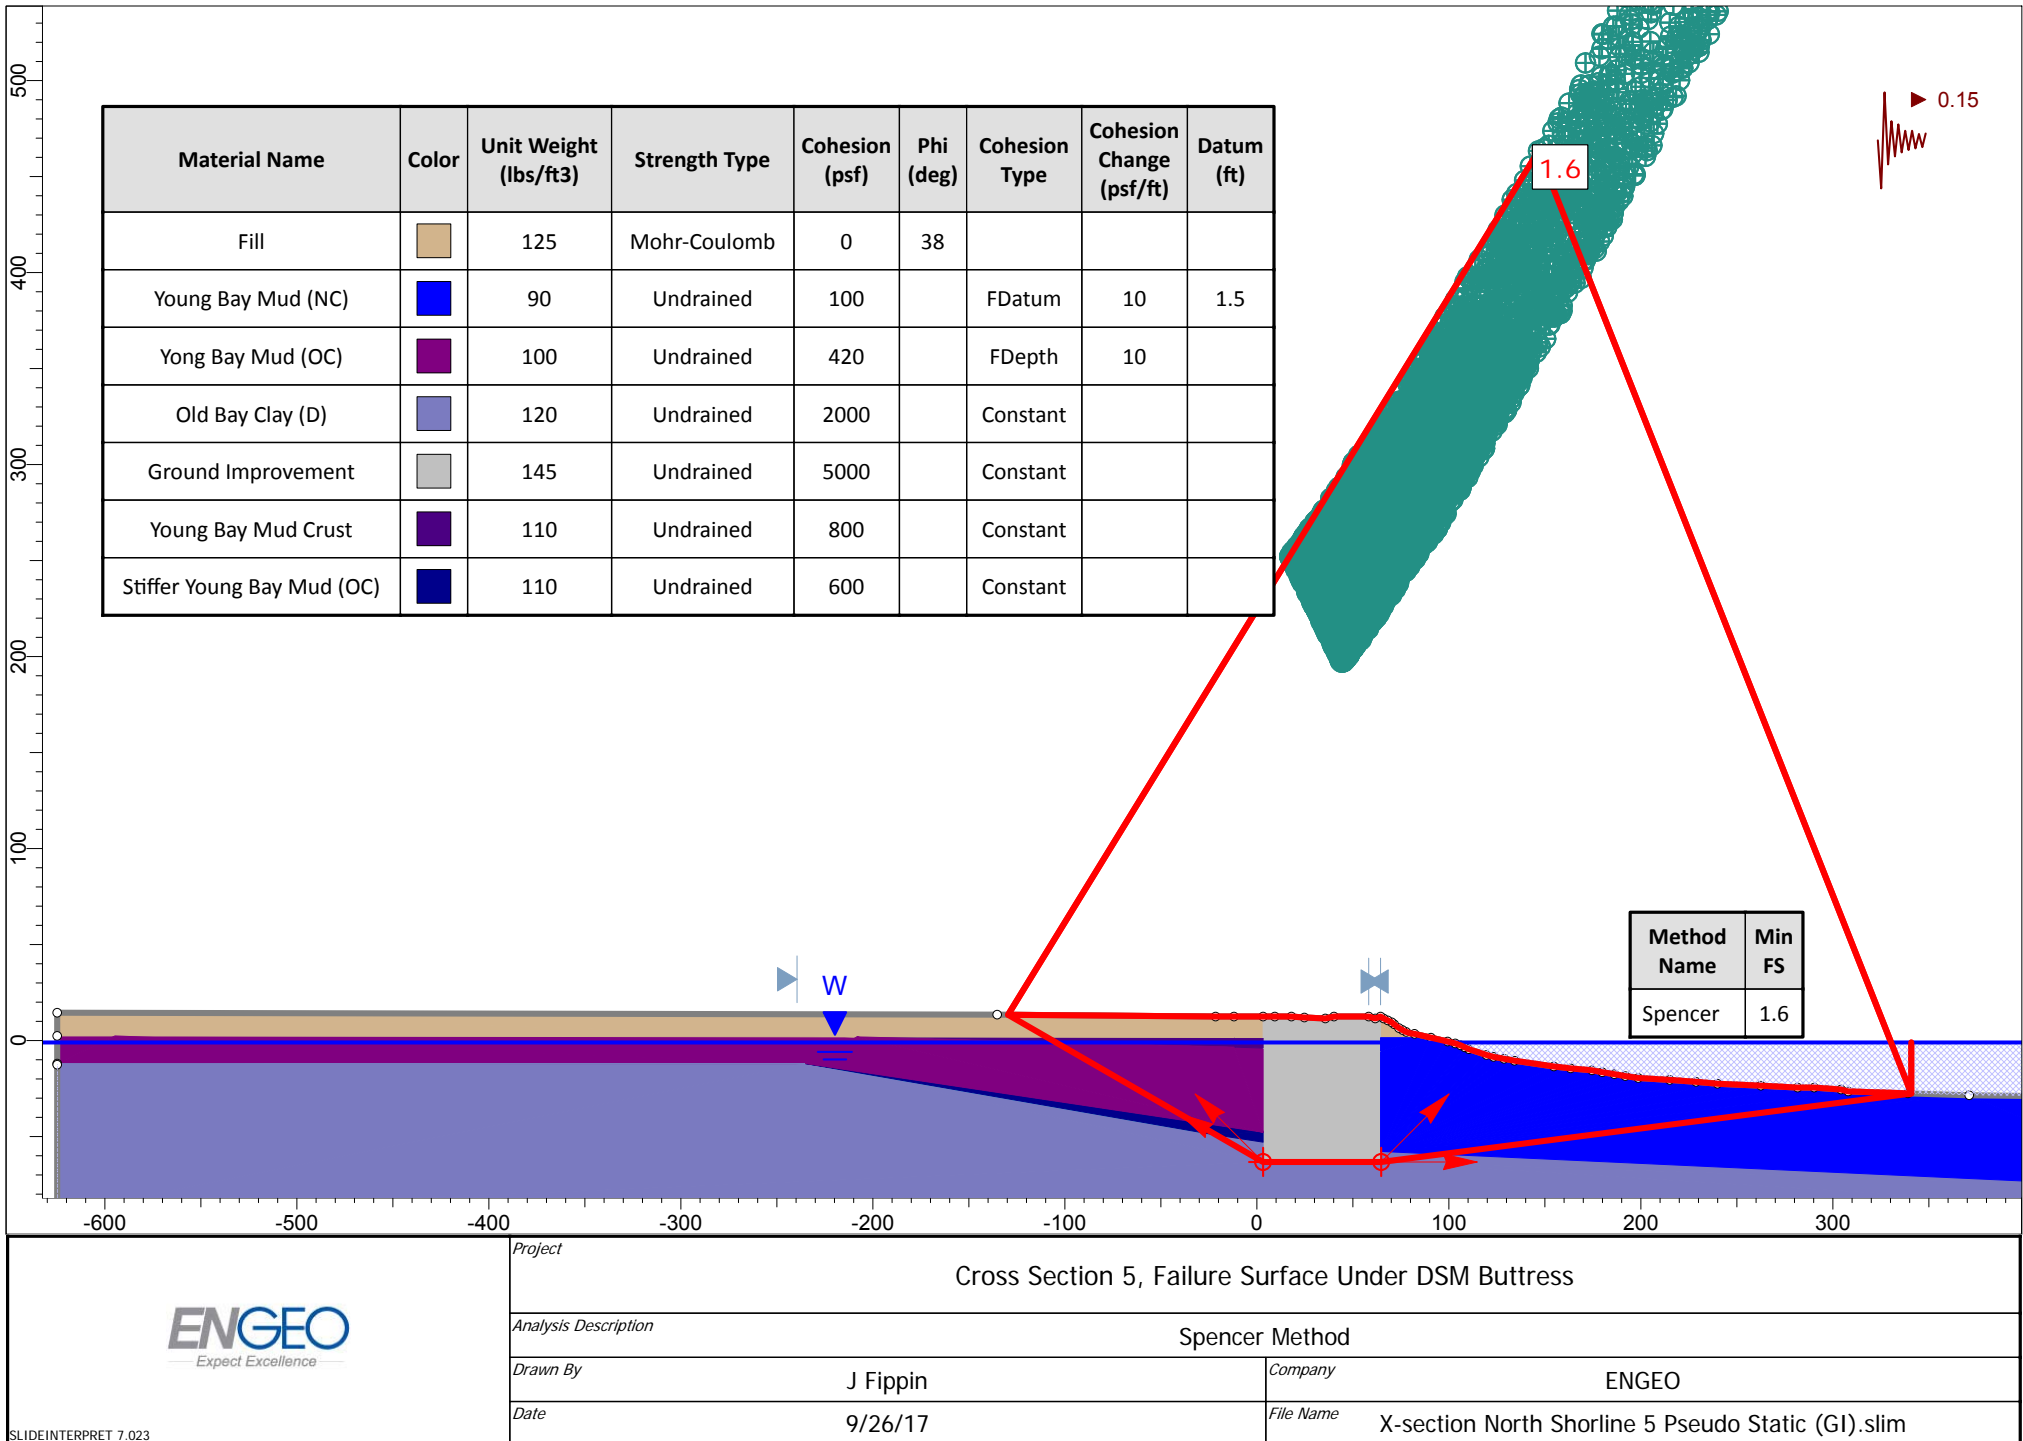 500
400
300
200
100
0
0.15
1.6
Material Name Color Unit Weight (lbs/ft3) Strength Type Cohesion (psf) Phi (deg) Cohesion Type Cohesion Change (psf/ft) Datum (ft)
Fill 125 Mohr-Coulomb 0 38
Young Bay Mud (NC) 90 Undrained 100 FDatum 10 1.5
Yong Bay Mud (OC) 100 Undrained 420 FDepth 10
Old Bay Clay (D) 120 Undrained 2000 Constant
Ground Improvement 145 Undrained 5000 Constant
Young Bay Mud Crust 110 Undrained 800 Constant
Stiffer Young Bay Mud (OC) 110 Undrained 600 Constant
Method Name Min FS
Spencer 1.6
W
-600 -500 -400 -300 -200 -100 0 100 200 300
Project
Cross Section 5, Failure Surface Under DSM Buttress
Analysis Description
Spencer Method
Drawn By
J Fippin
Company
ENGEO
Date
9/26/17
File Name
X-section North Shorline 5 Pseudo Static (GI).slim
ENGEO
Expect Excellence
SLIDEINTERPRET 7.023